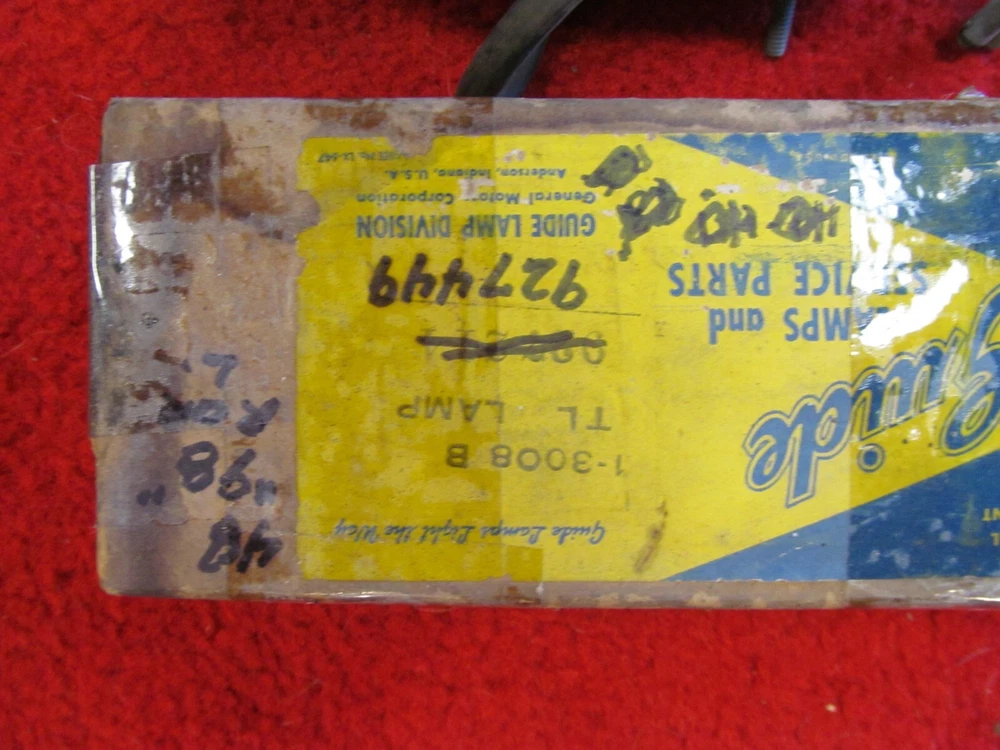 Guide
LAMPS and
SERVICE PARTS
Guide Lamps Light the Way
1-3008 B
TL LAMP
927449
GUIDE LAMP DIVISION
General Motors Corporation
Anderson, Indiana, U.S.A.
48
"98"
R or
L